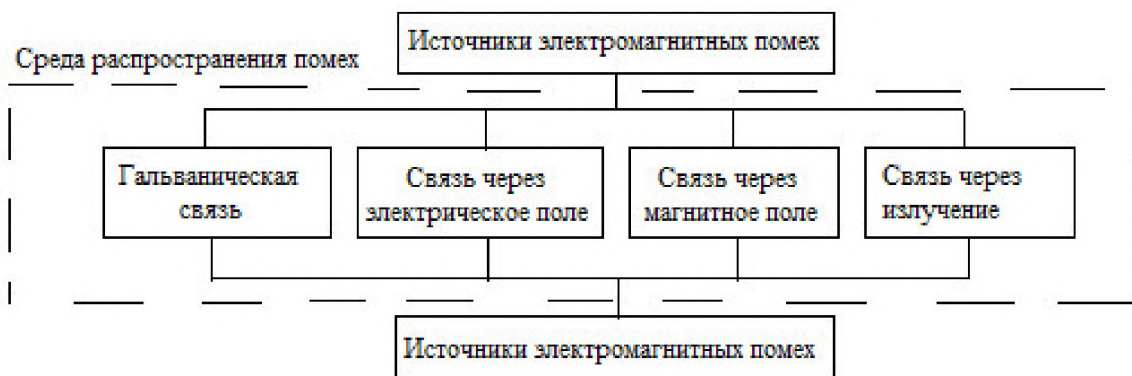 Источники электромагнитных помех
Среда распространения помех
Гальваническая
связь
Связь через
электрическое поле
Связь через
магнитное поле
Связь через
излучение
Источники электромагнитных помех